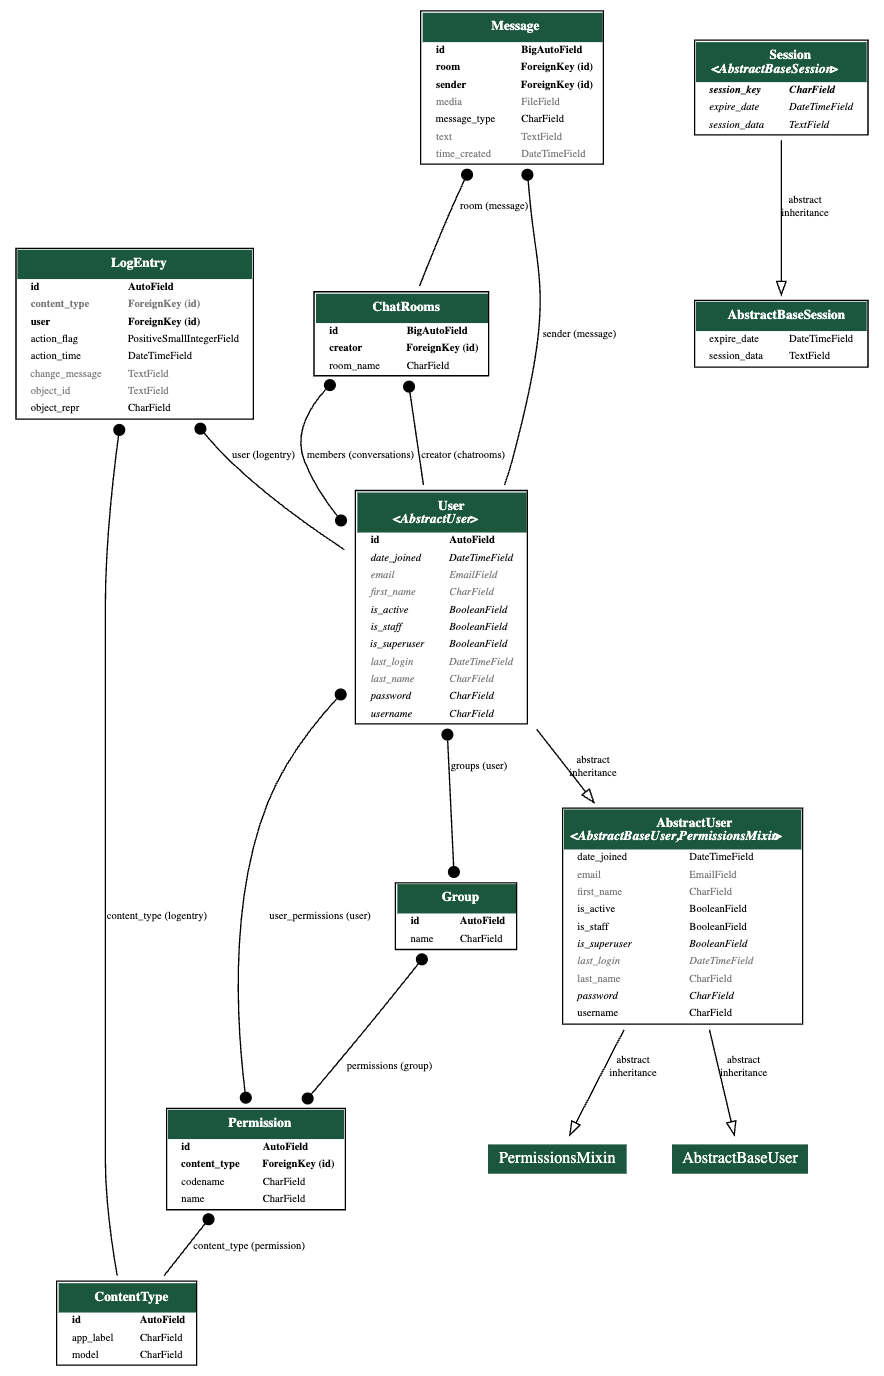 Message
id BigAutoField
room ForeignKey (id)
sender ForeignKey (id)
media FileField
message_type CharField
text TextField
time_created DateTimeField
Session
<AbstractBaseSession>
session_key CharField
expire_date DateTimeField
session_data TextField
room (message)
abstract
inheritance
LogEntry
id AutoField
content_type ForeignKey (id)
user ForeignKey (id)
action_flag PositiveSmallIntegerField
action_time DateTimeField
change_message TextField
object_id TextField
object_repr CharField
ChatRooms
id BigAutoField
creator ForeignKey (id)
room_name CharField
sender (message)
AbstractBaseSession
expire_date DateTimeField
session_data TextField
user (logentry)
members (conversations)
creator (chatrooms)
User
<AbstractUser>
id AutoField
date_joined DateTimeField
email EmailField
first_name CharField
is_active BooleanField
is_staff BooleanField
is_superuser BooleanField
last_login DateTimeField
last_name CharField
password CharField
username CharField
groups (user)
abstract
inheritance
AbstractUser
<AbstractBaseUser,PermissionsMixin>
date_joined DateTimeField
email EmailField
first_name CharField
is_active BooleanField
is_staff BooleanField
is_superuser BooleanField
last_login DateTimeField
last_name CharField
password CharField
username CharField
content_type (logentry)
user_permissions (user)
Group
id AutoField
name CharField
permissions (group)
abstract
inheritance
abstract
inheritance
Permission
id AutoField
content_type ForeignKey (id)
codename CharField
name CharField
PermissionsMixin
AbstractBaseUser
content_type (permission)
ContentType
id AutoField
app_label CharField
model CharField